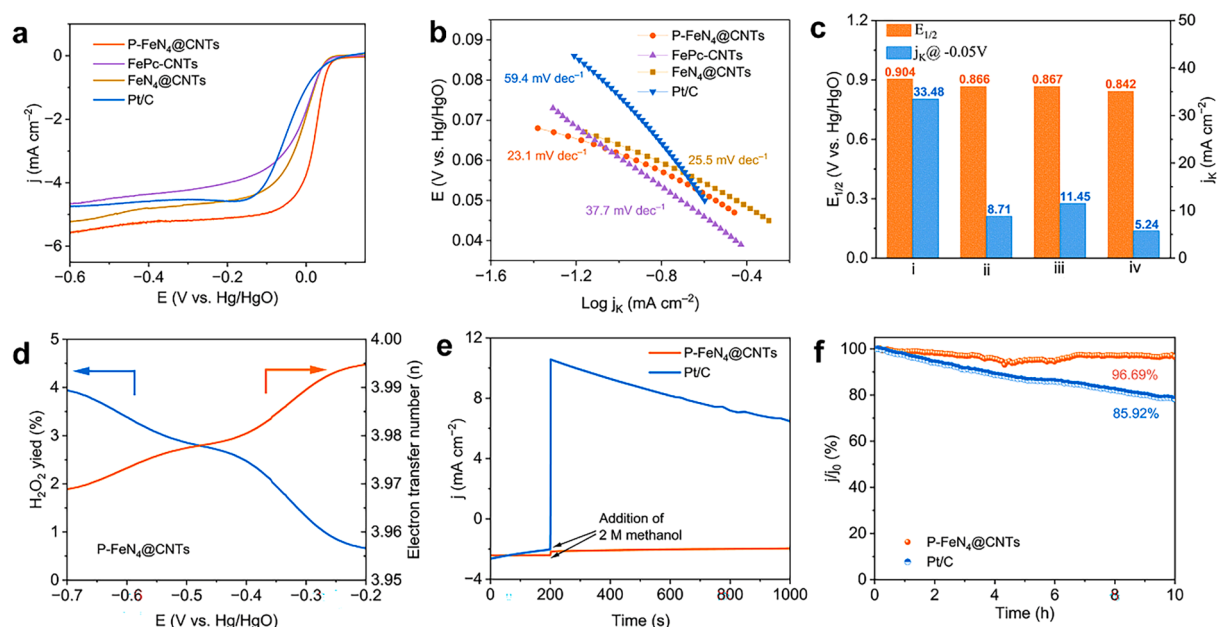 a
P-FeN₄@CNTs
FePc-CNTs
FeN₄@CNTs
Pt/C
0
−2
−4
−6
j (mA cm⁻²)
−0.6
−0.4
−0.2
0.0
E (V vs. Hg/HgO)
b
P-FeN₄@CNTs
FePc-CNTs
FeN₄@CNTs
Pt/C
59.4 mV dec⁻¹
23.1 mV dec⁻¹
25.5 mV dec⁻¹
37.7 mV dec⁻¹
0.09
0.08
0.07
0.06
0.05
0.04
E (V vs. Hg/HgO)
−1.6
−1.2
−0.8
−0.4
Log jK (mA cm⁻²)
c
E1/2
jK@ -0.05V
1.5
1.2
0.9
0.6
0.3
0.0
E1/2 (V vs. Hg/HgO)
0.904
33.48
0.866
8.71
0.867
11.45
0.842
5.24
i
ii
iii
iv
50
40
30
20
10
0
jK (mA cm⁻²)
d
5
4
3
2
1
0
H₂O₂ yied (%)
4.00
3.99
3.98
3.97
3.96
3.95
Electron transfer number (n)
P-FeN₄@CNTs
−0.7
−0.6
−0.5
−0.4
−0.3
−0.2
E (V vs. Hg/HgO)
e
P-FeN₄@CNTs
Pt/C
12
8
4
0
−4
j (mA cm⁻²)
Addition of
2 M methanol
0
200
400
600
800
1000
Time (s)
f
100
80
60
40
20
0
j/j₀ (%)
96.69%
85.92%
P-FeN₄@CNTs
Pt/C
0
2
4
6
8
10
Time (h)